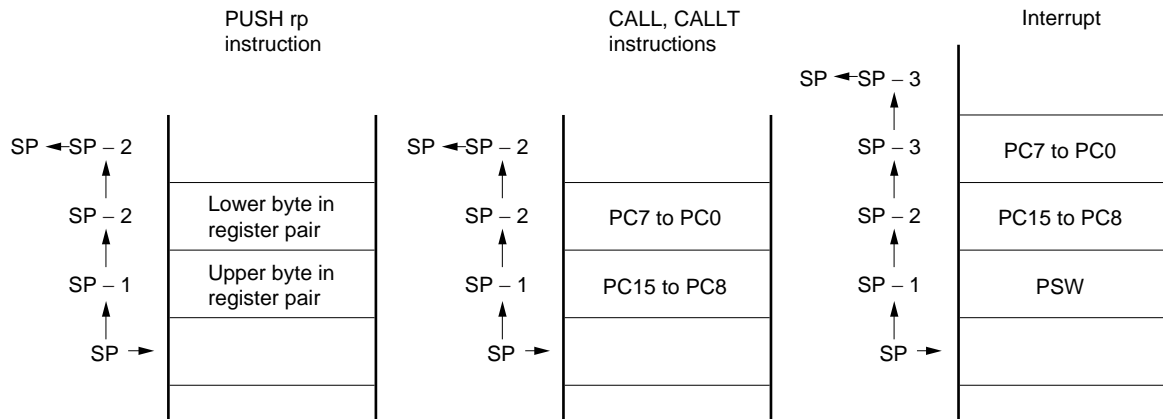 PUSH rp
instruction
SP SP – 2
SP – 2
Lower byte in
register pair
SP – 1
Upper byte in
register pair
SP
CALL, CALLT
instructions
SP SP – 2
SP – 2
PC7 to PC0
SP – 1
PC15 to PC8
SP
Interrupt
SP SP – 3
SP – 3
PC7 to PC0
SP – 2
PC15 to PC8
SP – 1
PSW
SP